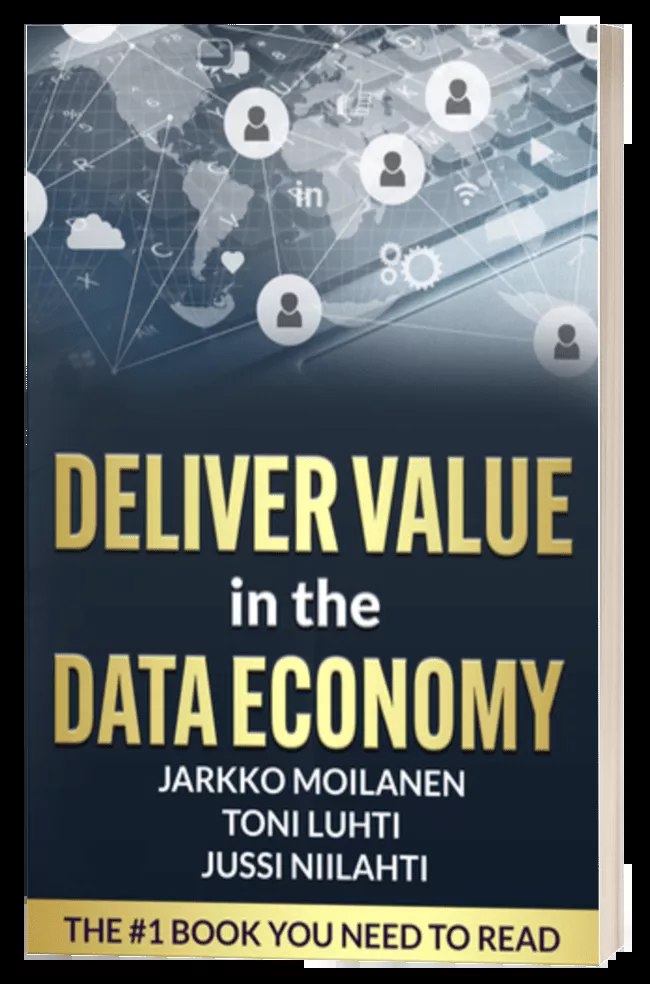 in
DELIVER VALUE
in the
DATA ECONOMY
JARKKO MOILANEN
TONI LUHTI
JUSSI NIILAHTI
THE #1 BOOK YOU NEED TO READ